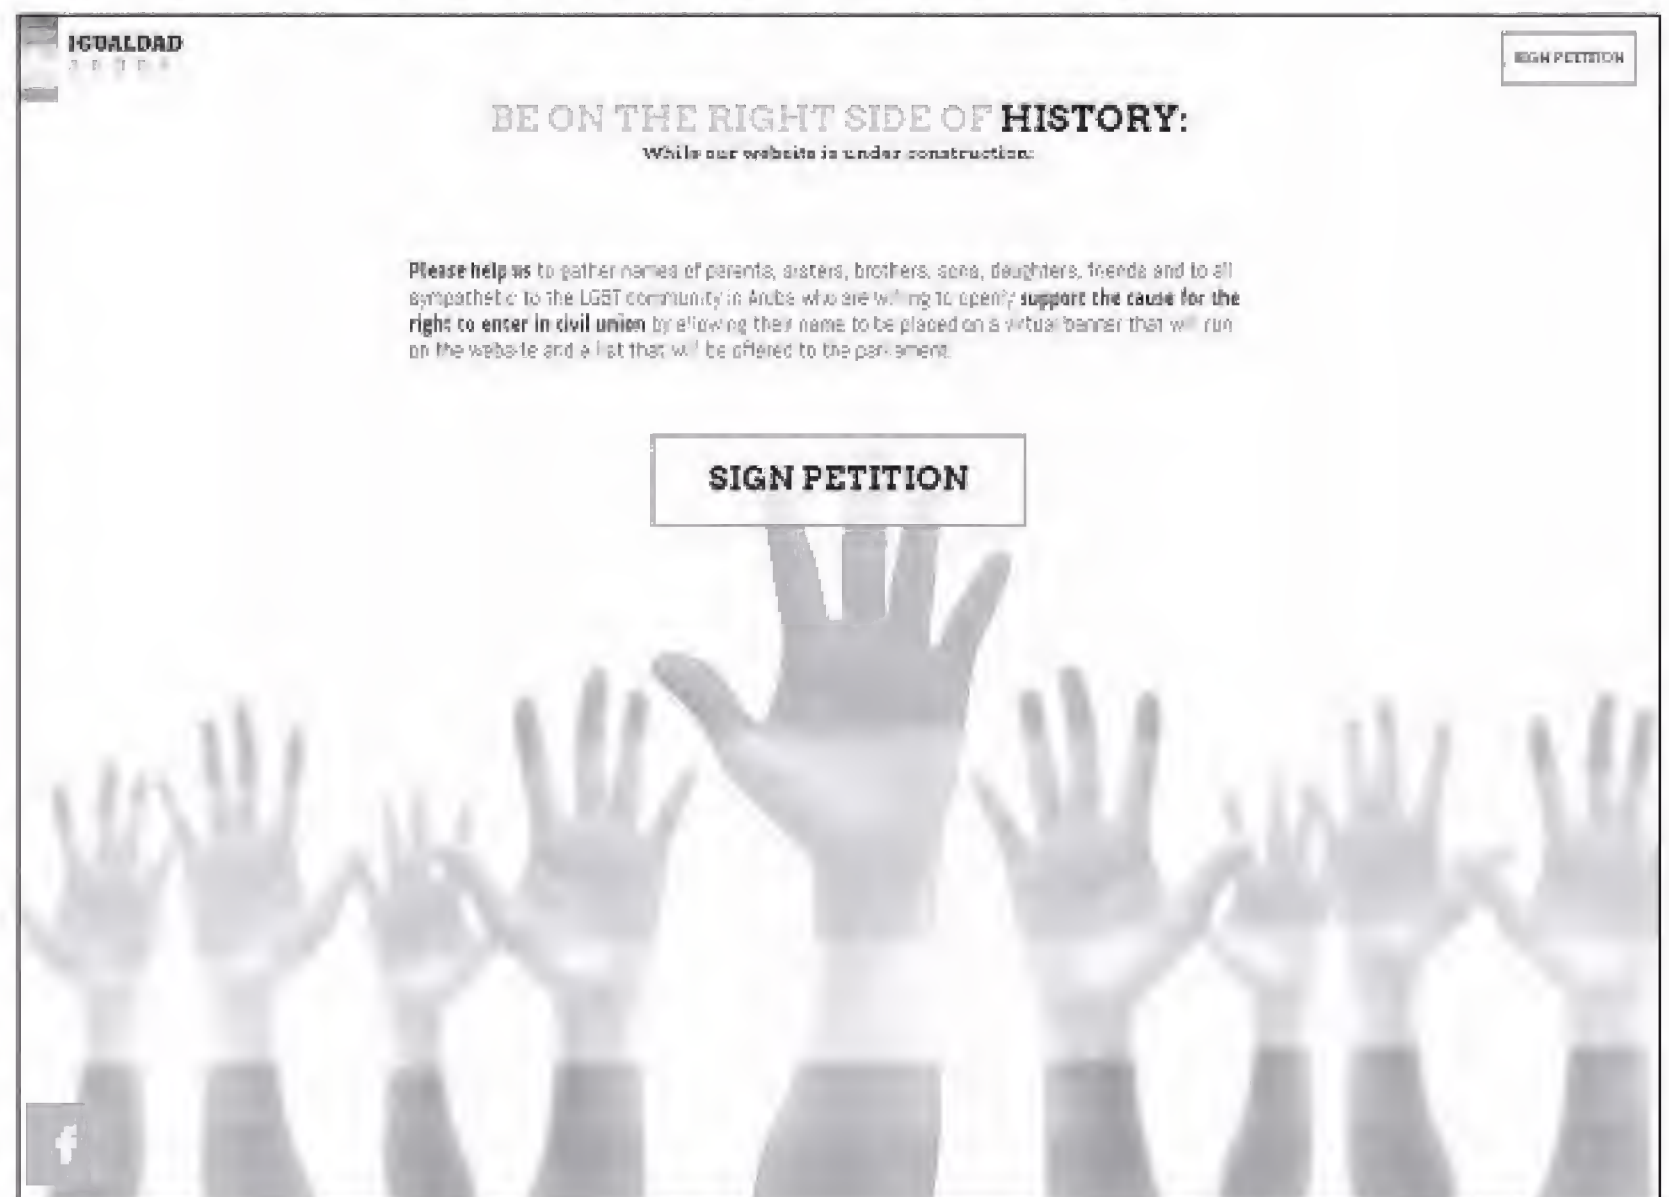 IGUALDAD
SIGN PETITION
BE ON THE RIGHT SIDE OF HISTORY:
While our website is under construction:
Please help us to gather names of parents, sisters, brothers, sons, daughters, friends and to all
sympathetic to the LGBT community in Aruba who are willing to openly support the cause for the
right to enter in civil union by allowing their name to be placed on a virtual banner that will run
on the website and a list that will be offered to the parliament.
SIGN PETITION
f